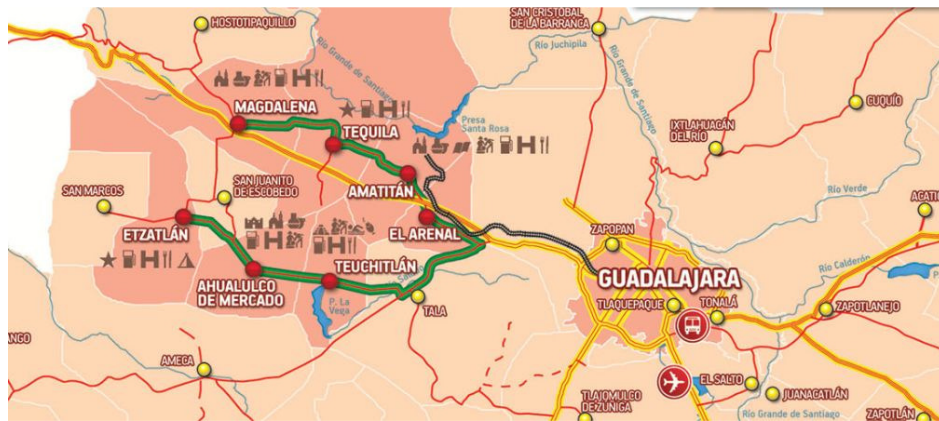 HOSTOTIPAQUILLO
SAN CRISTOBAL
DE LA BARRANCA
Río Juchipila
Río Grande de Santiago
Río Grande de Santiago
CUQUÍO
MAGDALENA
TEQUILA
Presa
Santa Rosa
IXTLAHUACÁN
DEL RÍO
AMATITÁN
SAN MARCOS
SAN JUANITO
DE ESCOBEDO
Río Verde
ACATI
ETZATLÁN
EL ARENAL
ZAPOPAN
TEUCHITLÁN
GUADALAJARA
Río Calderón
AHUALULCO
DE MERCADO
P. La
Vega
TALA
TLAQUEPAQUE
TONALÁ
ZAPOTLANEJO
ANGO
AMECA
EL SALTO
JUANACATLÁN
TLAJOMULCO
DE ZUÑIGA
Río Grande de Santiago
ZAPOTLÁN